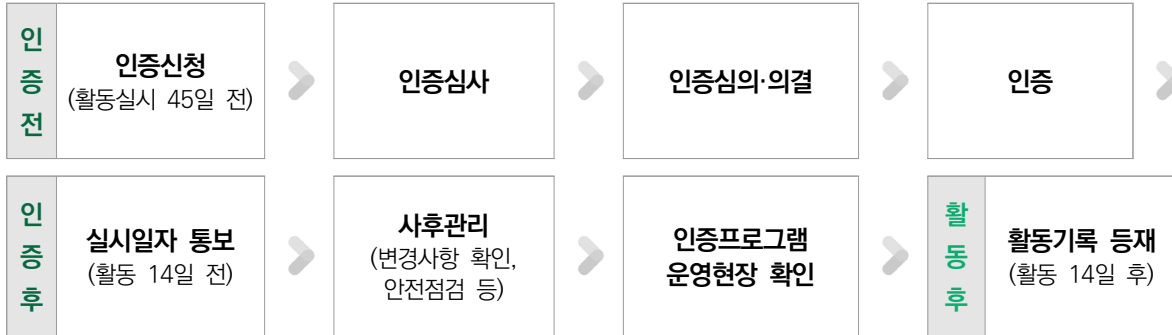 인증전
인증신청
(활동실시 45일 전)
인증심사
인증심의·의결
인증
인증후
실시일자 통보
(활동 14일 전)
사후관리
(변경사항 확인,
안전점검 등)
인증프로그램
운영현장 확인
활동후
활동기록 등재
(활동 14일 후)